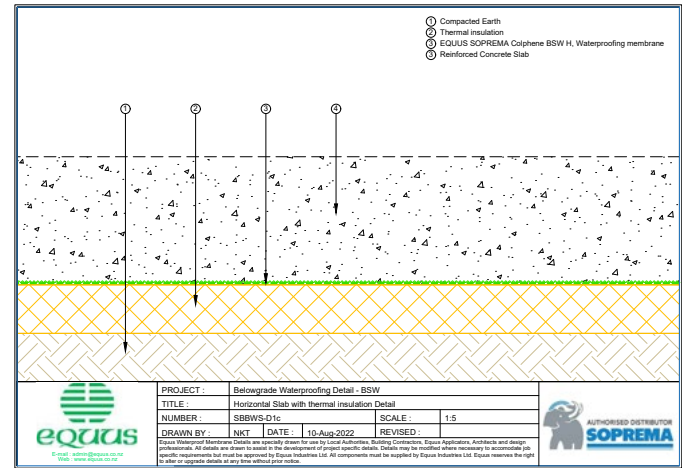 1 Compacted Earth
2 Thermal insulation
3 EQUUS SOPREMA Colphene BSW H, Waterproofing membrane
3 Reinforced Concrete Slab
1 2 3 4
PROJECT : Belowgrade Waterproofing Detail - BSW
TITLE : Horizontal Slab with thermal insulation Detail
NUMBER : SBBWS-D1c SCALE : 1:5
DRAWN BY : NKT DATE : 10-Aug-2022 REVISED :
Equus Waterproof Membrane Details are specially drawn for use by Local Authorities, Building Contractors, Equus Applicators, Architects and design
professionals. All details are drawn to assist in the development of project specific details. Details may be modified where necessary to accomodate job
specific requirements but must be approved by Equus Industries Ltd. All components must be supplied by Equus Industries Ltd. Equus reserves the right
to alter or upgrade details at any time without prior notice.
equus
E-mail : admin@equus.co.nz
Web : www.equus.co.nz
AUTHORISED DISTRIBUTOR
SOPREMA